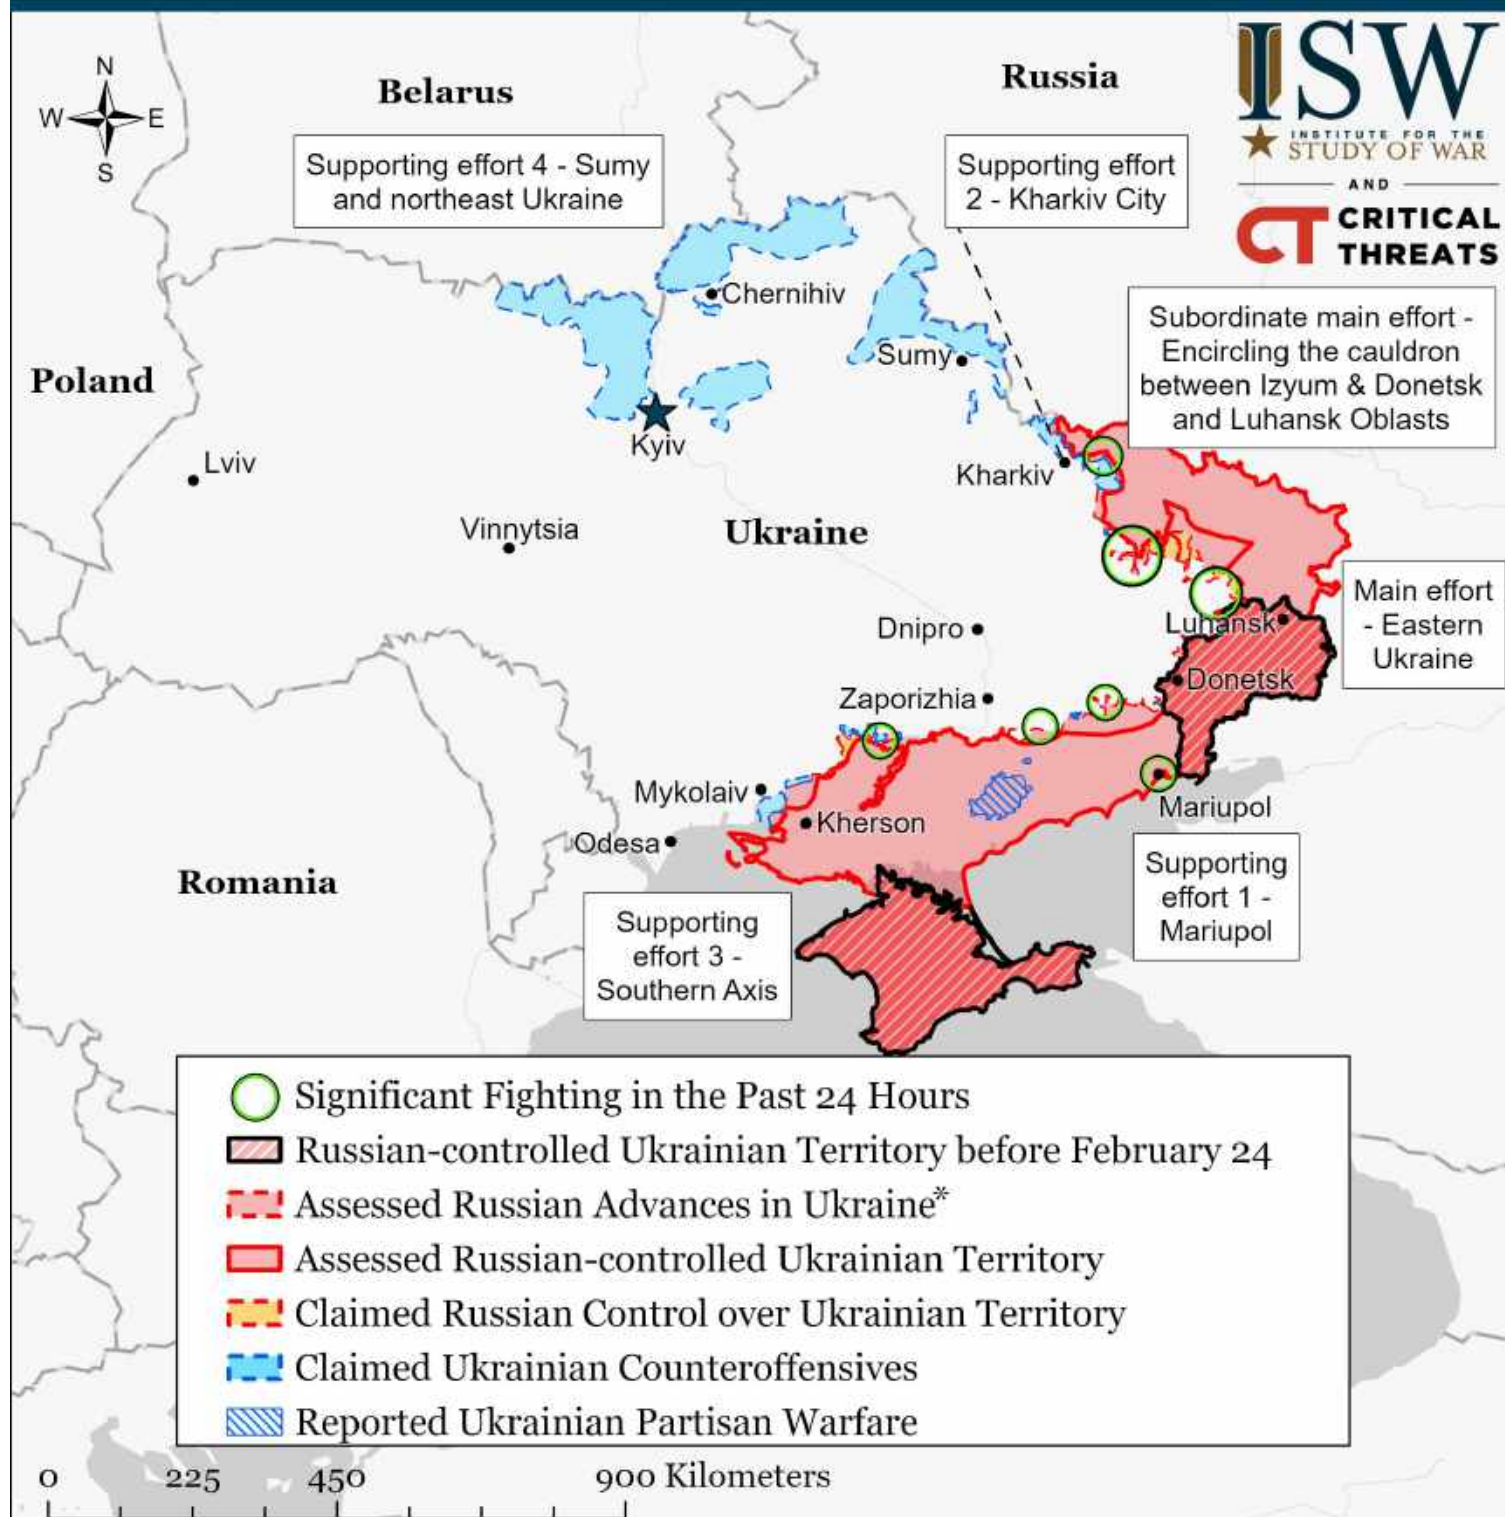 N
W
E
S
Belarus
Russia
ISW
INSTITUTE FOR THE
STUDY OF WAR
AND
CT CRITICAL
THREATS
Supporting effort 4 - Sumy
and northeast Ukraine
Supporting effort
2 - Kharkiv City
Subordinate main effort -
Encircling the cauldron
between Izyum & Donetsk
and Luhansk Oblasts
Chernihiv
Sumy
Poland
Kyiv
Lviv
Kharkiv
Vinnytsia
Ukraine
Main effort
- Eastern
Ukraine
Dnipro
Luhansk
Donetsk
Zaporizhia
Mykolaiv
Mariupol
Kherson
Odesa
Romania
Supporting
effort 1 -
Mariupol
Supporting
effort 3 -
Southern Axis
Significant Fighting in the Past 24 Hours
Russian-controlled Ukrainian Territory before February 24
Assessed Russian Advances in Ukraine*
Assessed Russian-controlled Ukrainian Territory
Claimed Russian Control over Ukrainian Territory
Claimed Ukrainian Counteroffensives
Reported Ukrainian Partisan Warfare
0 225 450 900 Kilometers